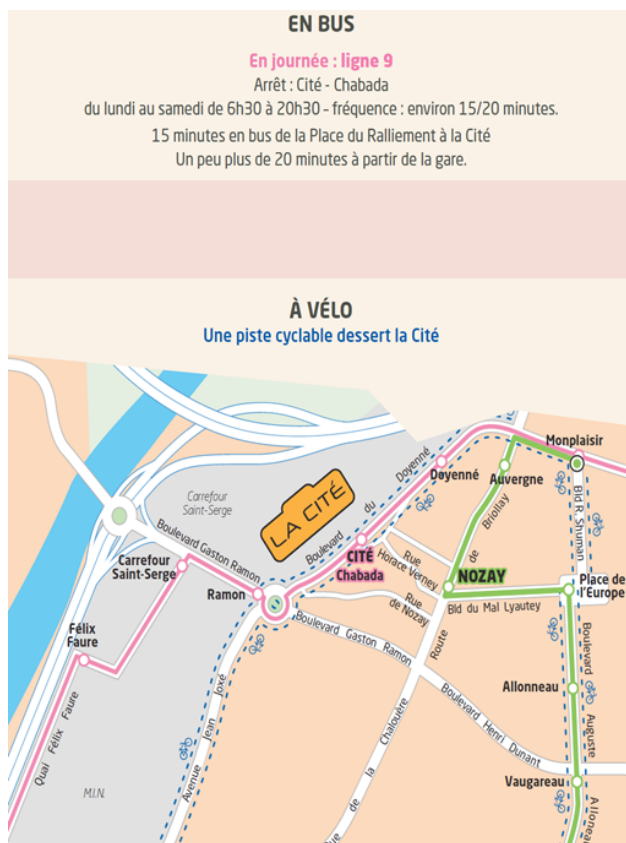 EN BUS
En journée : ligne 9
Arrêt : Cité - Chabada
du lundi au samedi de 6h30 à 20h30 - fréquence : environ 15/20 minutes.
15 minutes en bus de la Place du Ralliement à la Cité
Un peu plus de 20 minutes à partir de la gare.
À VÉLO
Une piste cyclable dessert la Cité
Monplaisir
Doyenné
Auvergne
Boulevard du Doyenné
Bld R. Shuman
Carrefour
Saint-Serge
LA CITÉ
Route de Briollay
Boulevard Gaston Ramon
CITÉ
Chabada
Rue
Horace Verney
Carrefour
Saint-Serge
NOZAY
Place de
l'Europe
Ramon
Rue
de Nozay
Bld du Mal Lyautey
Félix
Faure
Boulevard Gaston Ramon
Allonneau
Boulevard Henri Dunant
Boulevard Auguste Allonea
Quai Félix Faure
Avenue Jean Joxé
M.I.N.
Vaugareau
ue de la Chalouère